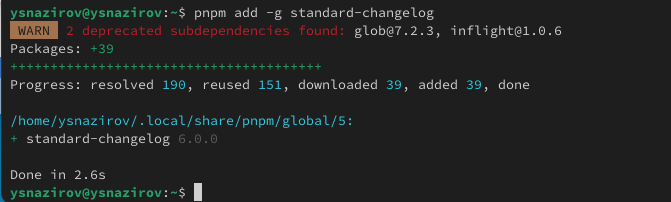 ysnazirov@ysnazirov:~$ pnpm add -g standard-changelog
WARN 2 deprecated subdependencies found: glob@7.2.3, inflight@1.0.6
Packages: +39
+++++++++++++++++++++++++++++++++++++++
Progress: resolved 190, reused 151, downloaded 39, added 39, done
/home/ysnazirov/.local/share/pnpm/global/5:
+ standard-changelog 6.0.0
Done in 2.6s
ysnazirov@ysnazirov:~$